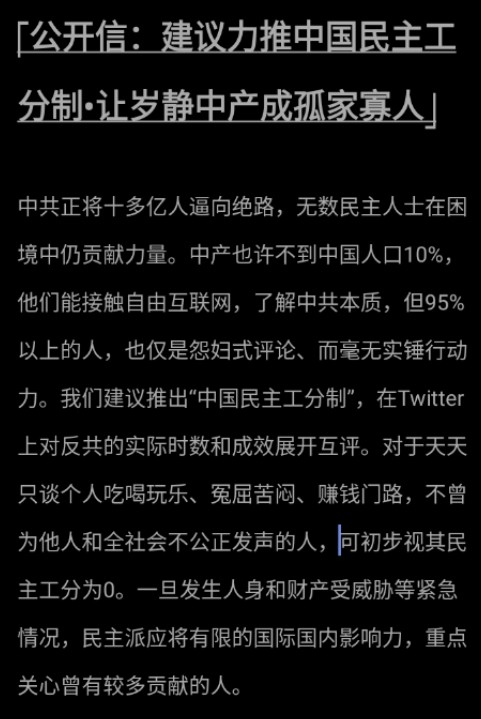 「公开信：建议力推中国民主工
分制•让岁静中产成孤家寡人」
中共正将十多亿人逼向绝路，无数民主人士在困
境中仍贡献力量。中产也许不到中国人口10%，
他们能接触自由互联网，了解中共本质，但95%
以上的人，也仅是怨妇式评论、而毫无实锤行动
力。我们建议推出“中国民主工分制”，在Twitter
上对反共的实际时数和成效展开互评。对于天天
只谈个人吃喝玩乐、冤屈苦闷、赚钱门路，不曾
为他人和全社会不公正发声的人，可初步视其民
主工分为0。一旦发生人身和财产受威胁等紧急
情况，民主派应将有限的国际国内影响力，重点
关心曾有较多贡献的人。